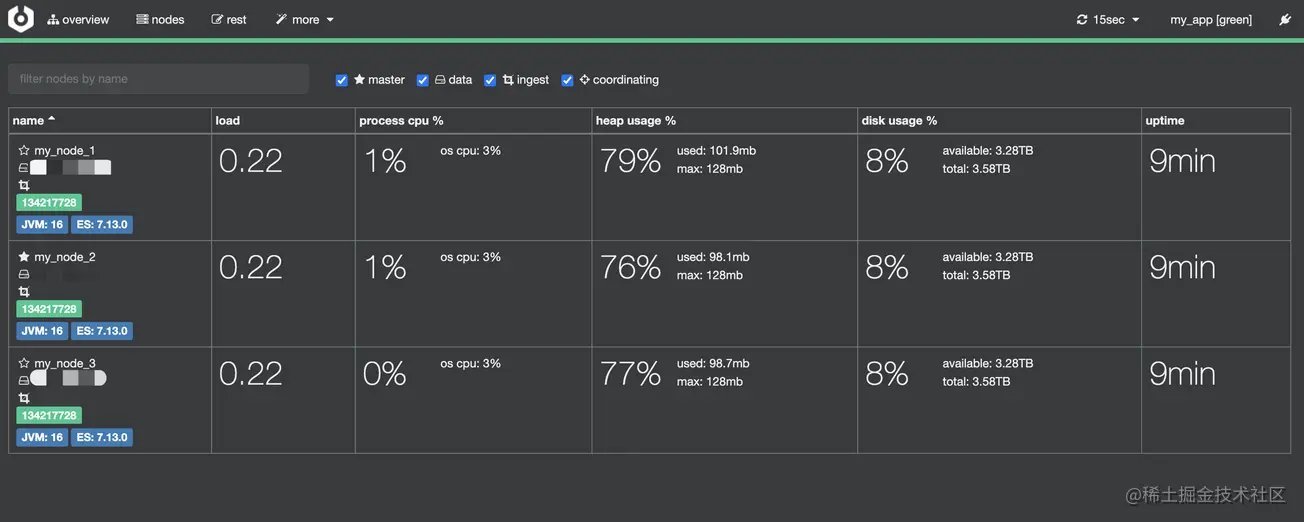 overview nodes rest more 15sec my_app [green]
filter nodes by name master data ingest coordinating
name load process cpu % heap usage % disk usage % uptime
my_node_1 0.22 1% os cpu: 3% 79% used: 101.9mb 8% available: 3.28TB 9min
max: 128mb total: 3.58TB
134217728
JVM: 16 ES: 7.13.0
my_node_2 0.22 1% os cpu: 3% 76% used: 98.1mb 8% available: 3.28TB 9min
max: 128mb total: 3.58TB
134217728
JVM: 16 ES: 7.13.0
my_node_3 0.22 0% os cpu: 3% 77% used: 98.7mb 8% available: 3.28TB 9min
max: 128mb total: 3.58TB
134217728
JVM: 16 ES: 7.13.0
@稀土掘金技术社区